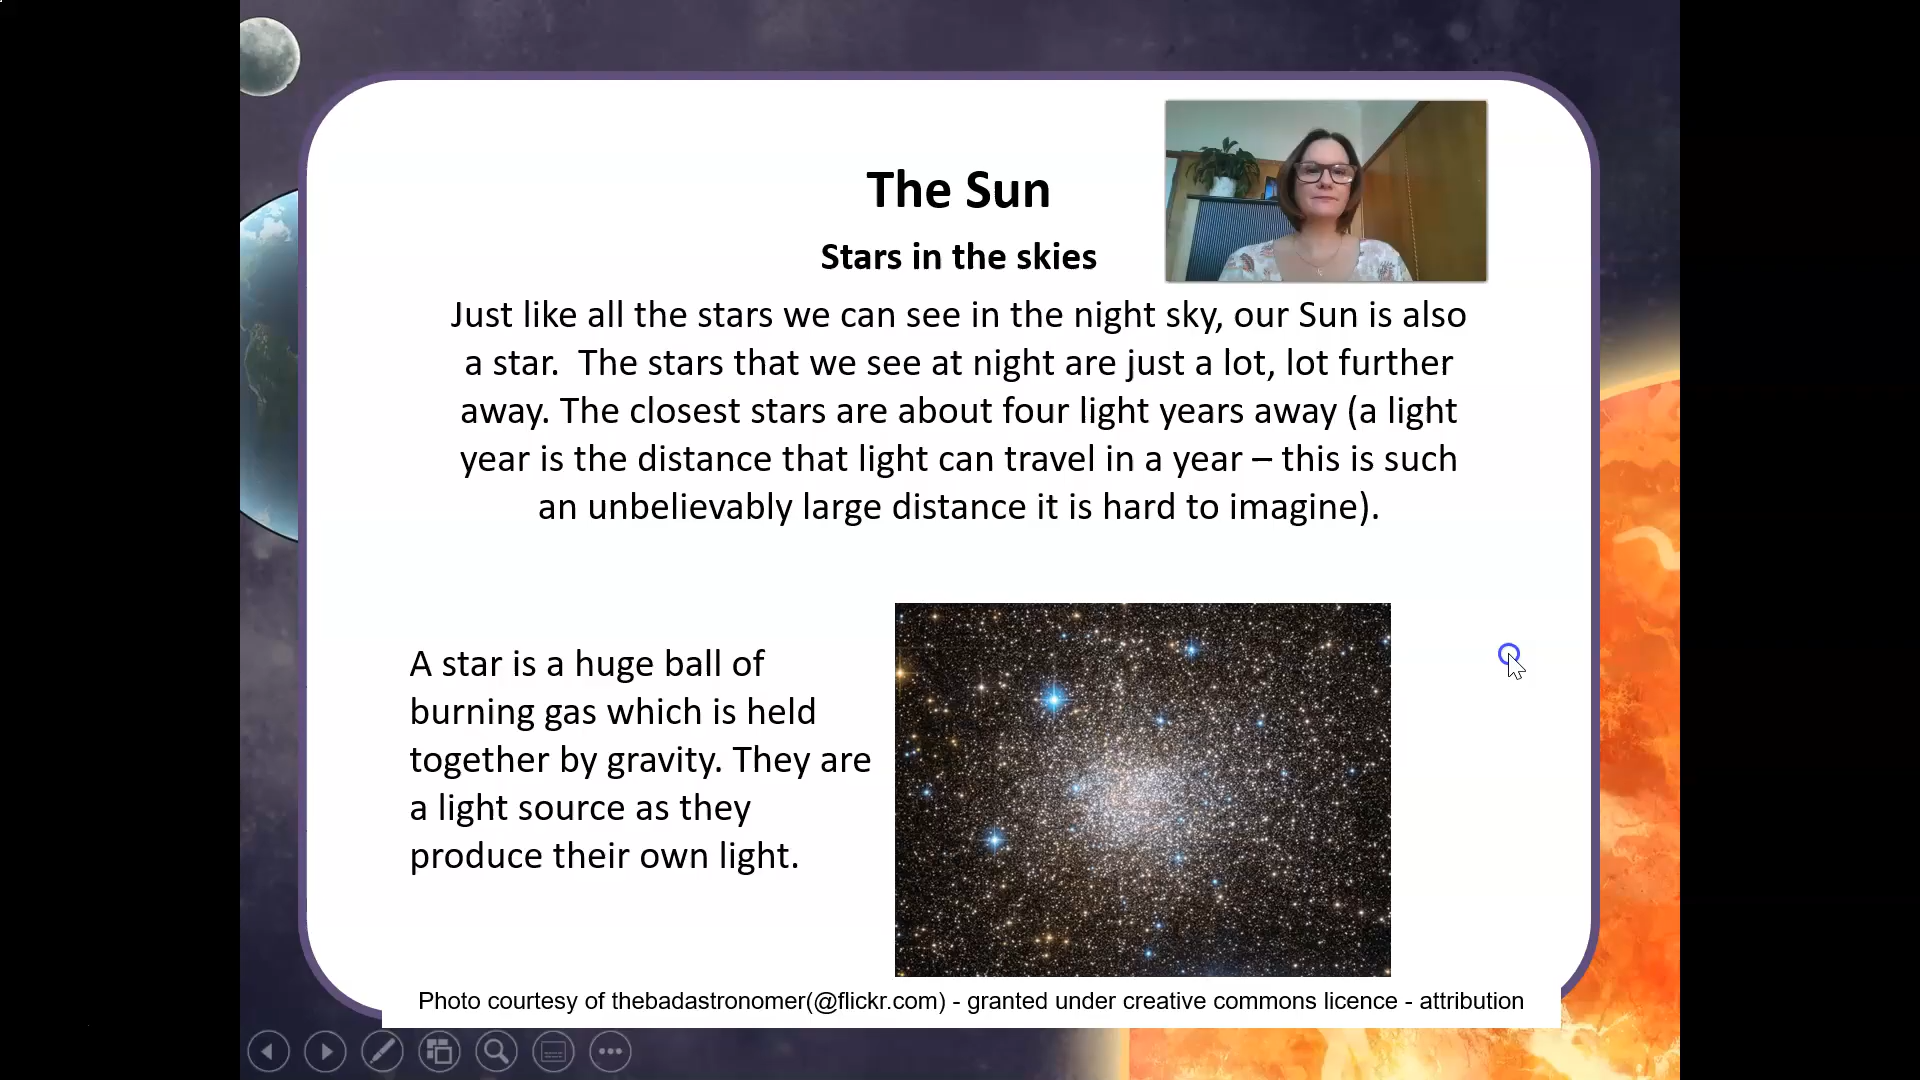 The Sun
Stars in the skies
Just like all the stars we can see in the night sky, our Sun is also
a star.  The stars that we see at night are just a lot, lot further
away. The closest stars are about four light years away (a light
year is the distance that light can travel in a year – this is such
an unbelievably large distance it is hard to imagine).
A star is a huge ball of
burning gas which is held
together by gravity. They are
a light source as they
produce their own light.
Photo courtesy of thebadastronomer(@flickr.com) - granted under creative commons licence - attribution